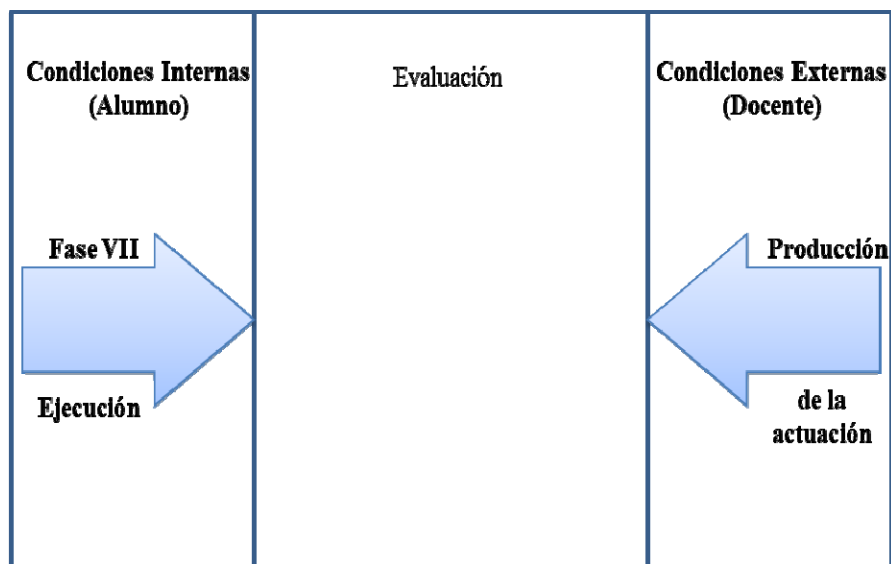 Condiciones Internas
(Alumno)
Evaluación
Condiciones Externas
(Docente)
Fase VII
Ejecución
Producción
de la
actuación